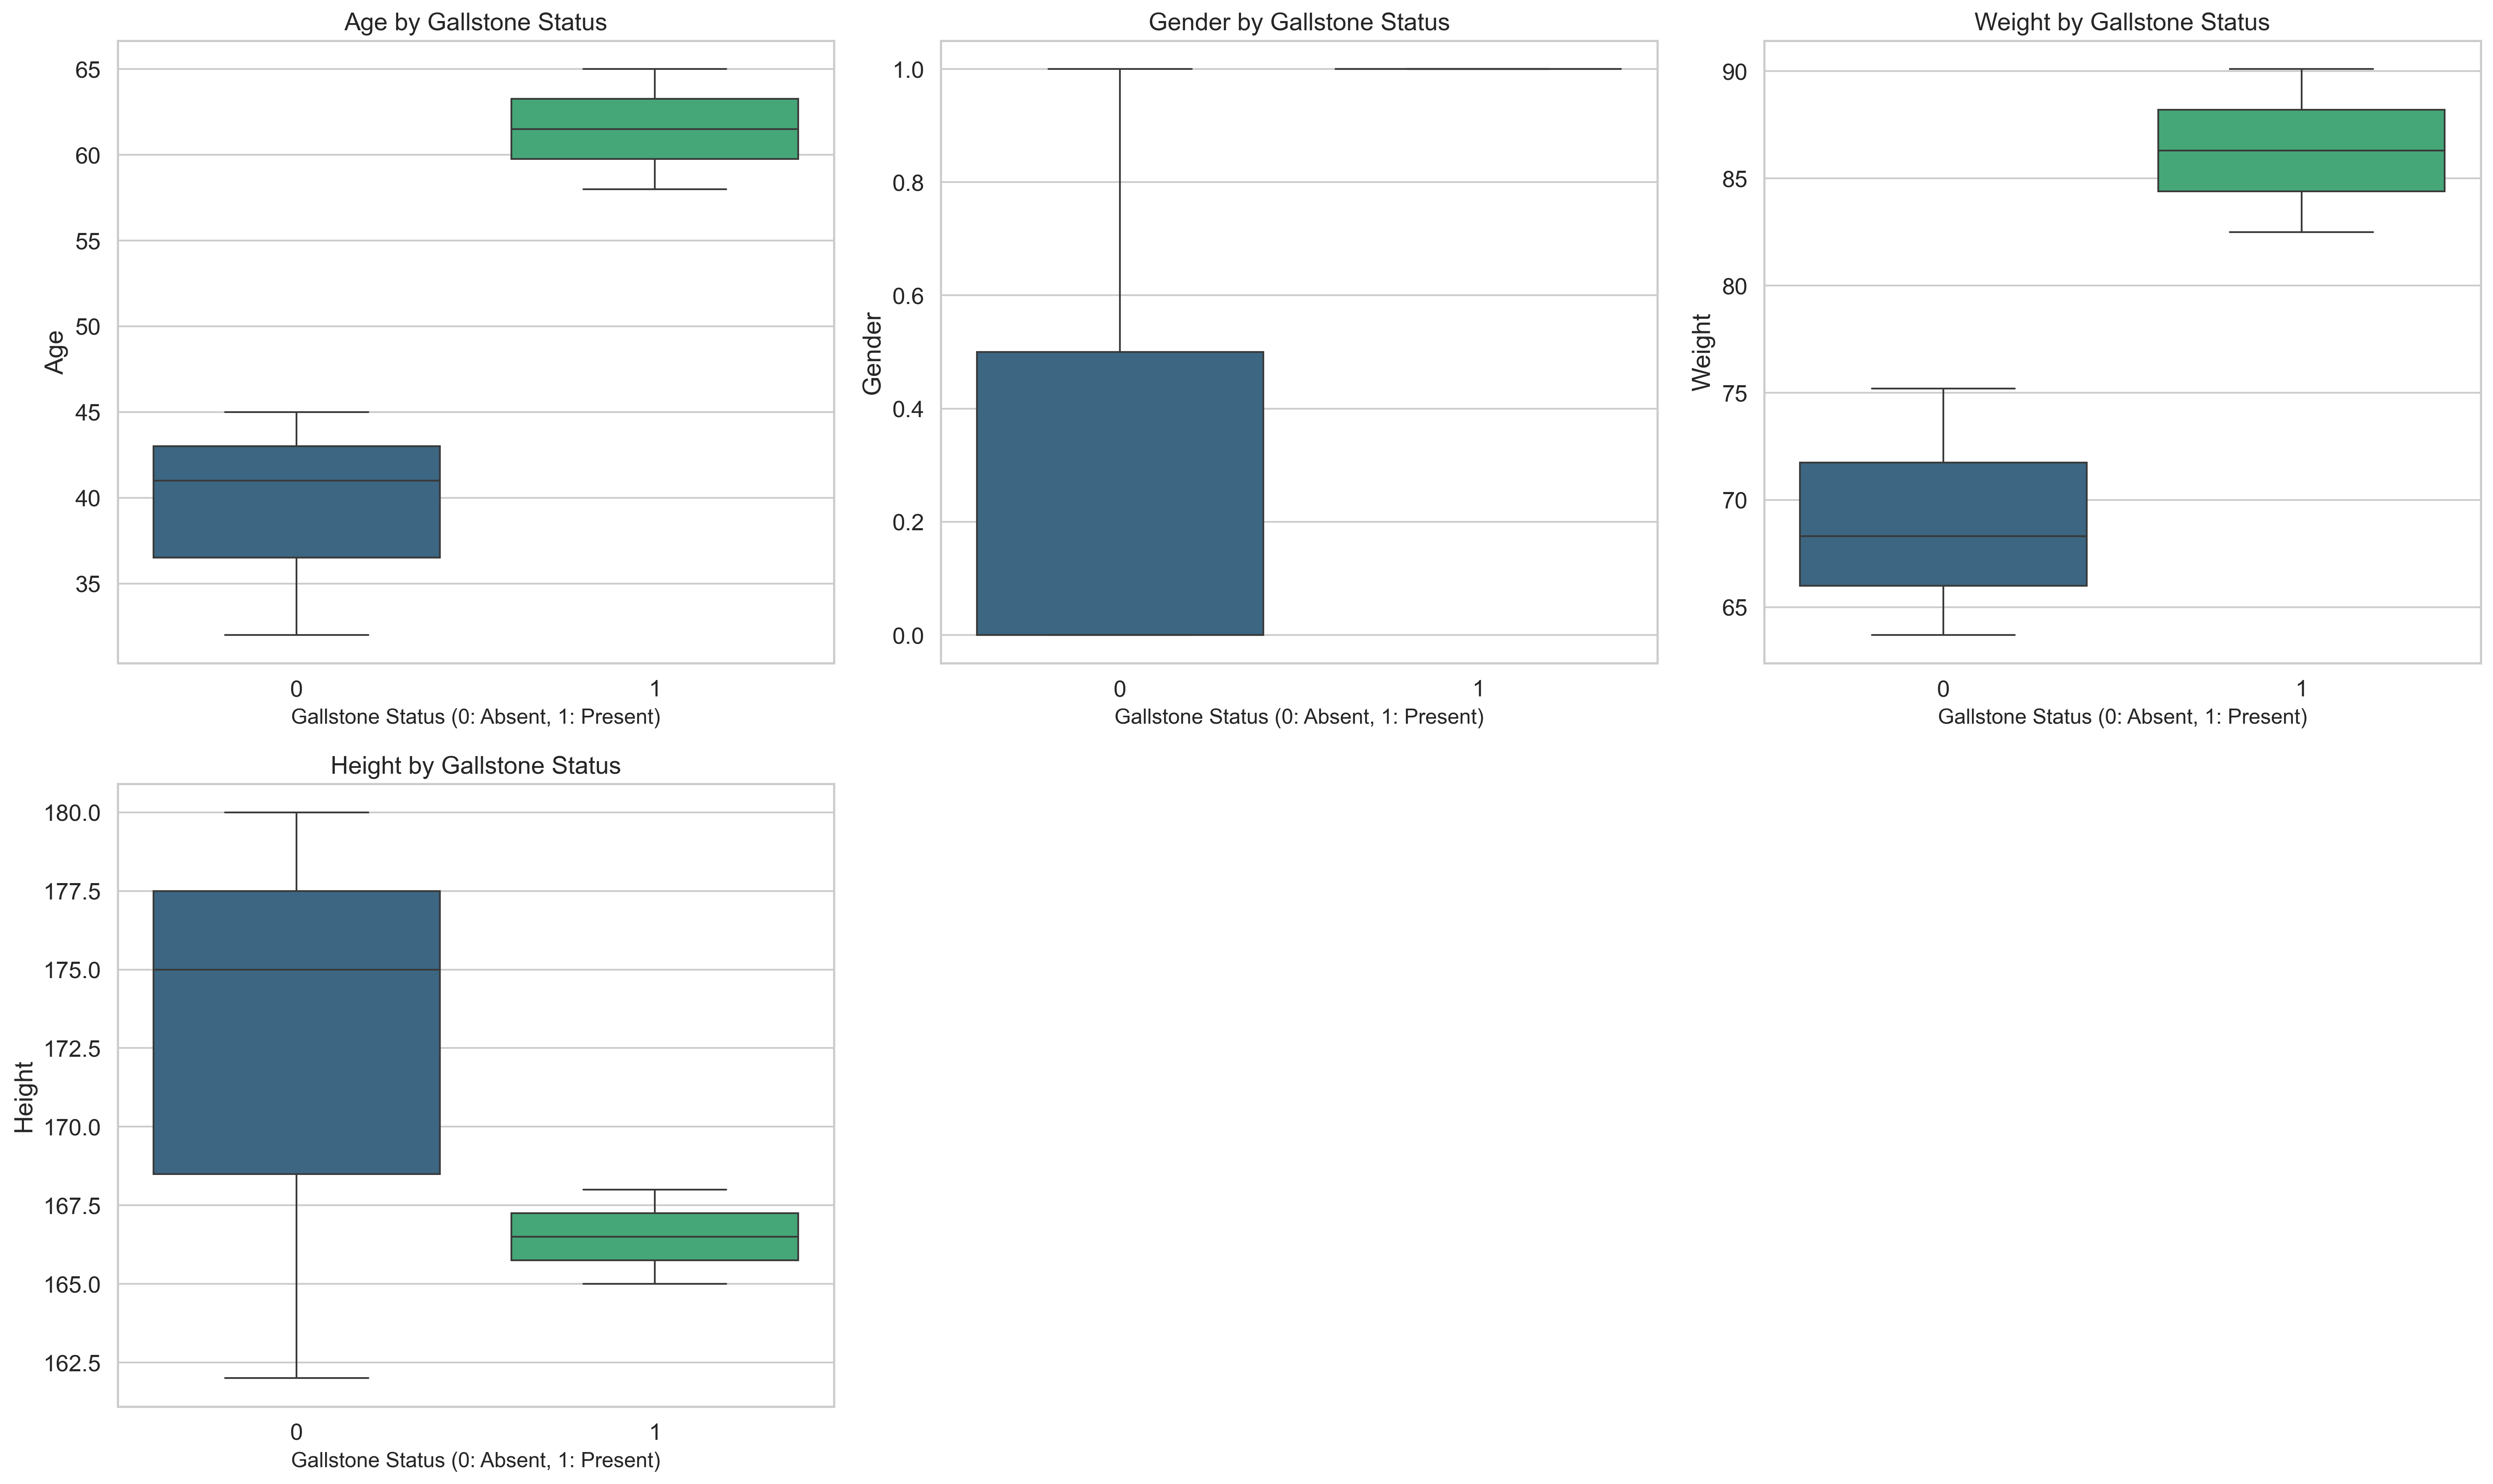 Age by Gallstone Status
65
60
55
50
45
40
35
Age
0
1
Gallstone Status (0: Absent, 1: Present)
Gender by Gallstone Status
1.0
0.8
0.6
0.4
0.2
0.0
Gender
0
1
Gallstone Status (0: Absent, 1: Present)
Weight by Gallstone Status
90
85
80
75
70
65
Weight
0
1
Gallstone Status (0: Absent, 1: Present)
Height by Gallstone Status
180.0
177.5
175.0
172.5
170.0
167.5
165.0
162.5
Height
0
1
Gallstone Status (0: Absent, 1: Present)